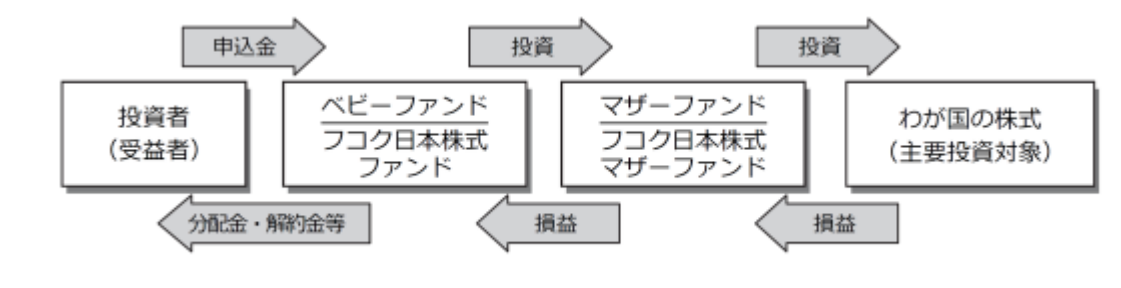 申込金
投資
投資
投資者
(受益者)
ベビーファンド
フコク日本株式
ファンド
マザーファンド
フコク日本株式
マザーファンド
わが国の株式
(主要投資対象)
分配金・解約金等
損益
損益